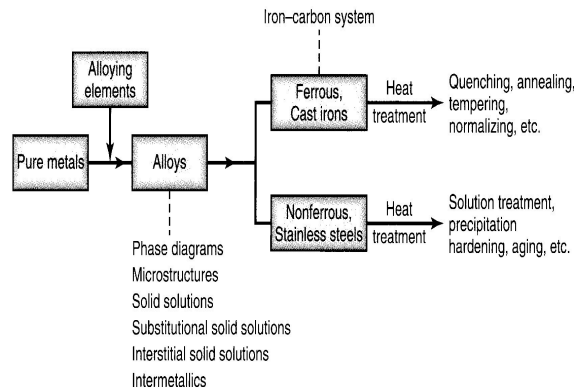 Iron–carbon system
Alloying
elements
Ferrous,
Cast irons
Heat
treatment
Quenching, annealing,
tempering,
normalizing, etc.
Pure metals
Alloys
Nonferrous,
Stainless steels
Heat
treatment
Solution treatment,
precipitation
hardening, aging, etc.
Phase diagrams
Microstructures
Solid solutions
Substitutional solid solutions
Interstitial solid solutions
Intermetallics